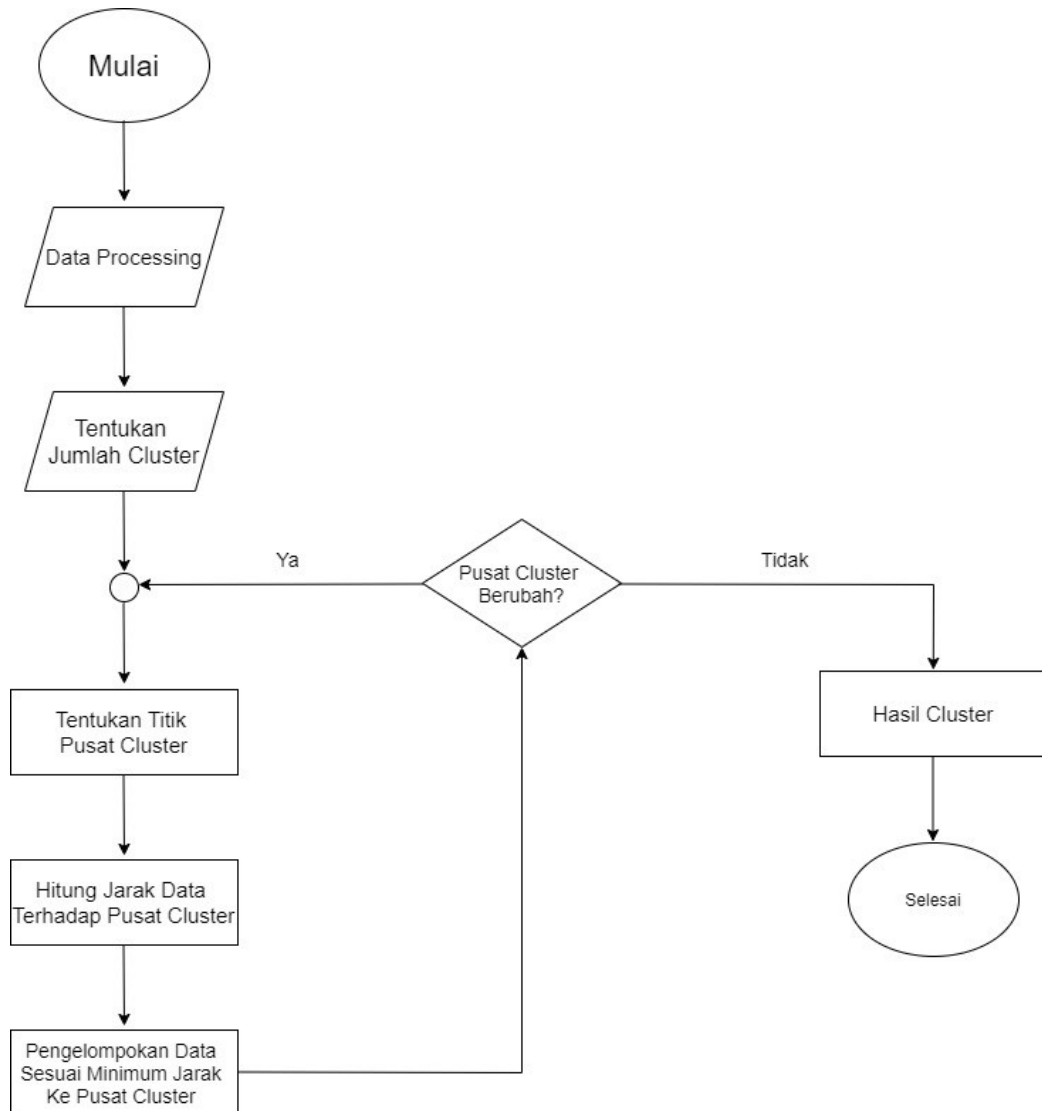 Mulai
Data Processing
Tentukan
Jumlah Cluster
Ya
Pusat Cluster
Berubah?
Tidak
Tentukan Titik
Pusat Cluster
Hasil Cluster
Hitung Jarak Data
Terhadap Pusat Cluster
Selesai
Pengelompokan Data
Sesuai Minimum Jarak
Ke Pusat Cluster